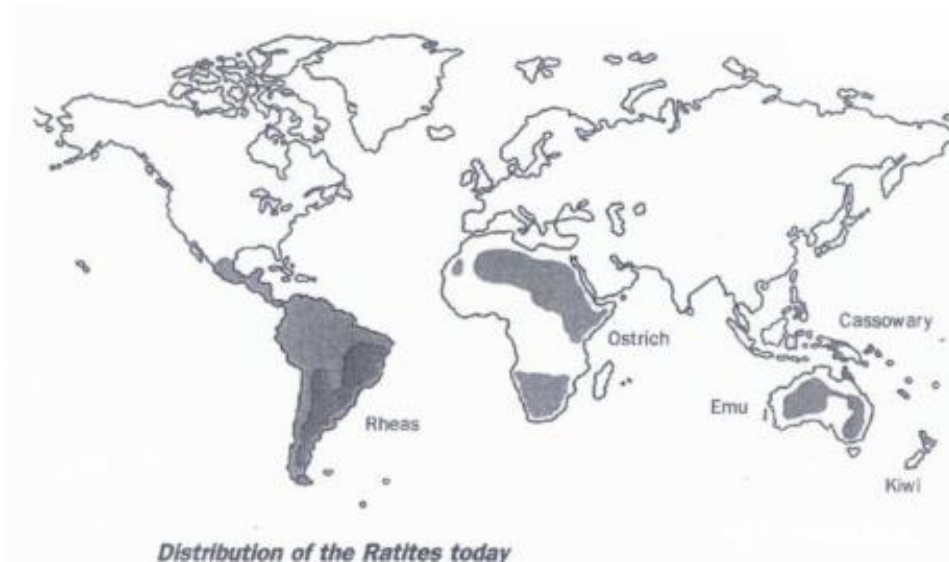 Cassowary
Ostrich
Emu
Rheas
Kiwi
Distribution of the Ratites today